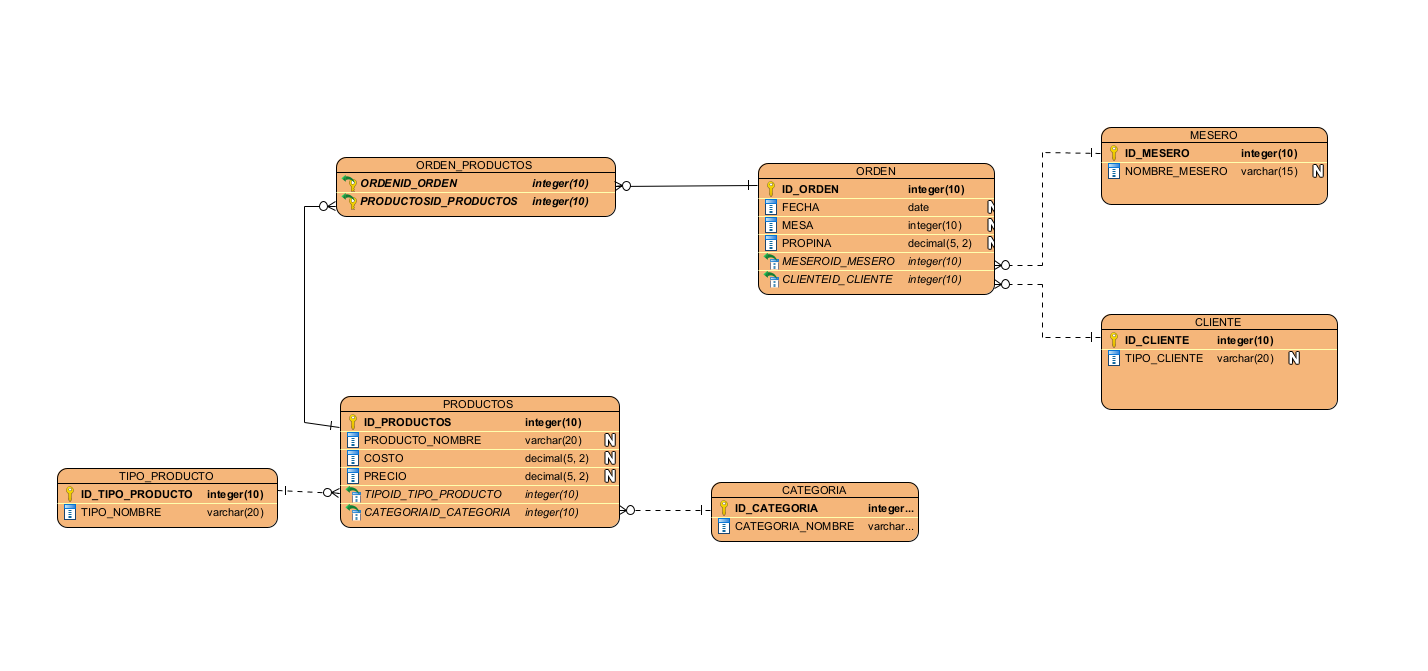 ORDEN_PRODUCTOS
ORDENID_ORDEN integer(10)
PRODUCTOSID_PRODUCTOS integer(10)
ORDEN
ID_ORDEN integer(10)
FECHA date N
MESA integer(10) N
PROPINA decimal(5, 2) N
MESEROID_MESERO integer(10)
CLIENTEID_CLIENTE integer(10)
MESERO
ID_MESERO integer(10)
NOMBRE_MESERO varchar(15) N
CLIENTE
ID_CLIENTE integer(10)
TIPO_CLIENTE varchar(20) N
PRODUCTOS
ID_PRODUCTOS integer(10)
PRODUCTO_NOMBRE varchar(20) N
COSTO decimal(5, 2) N
PRECIO decimal(5, 2) N
TIPOID_TIPO_PRODUCTO integer(10)
CATEGORIAID_CATEGORIA integer(10)
TIPO_PRODUCTO
ID_TIPO_PRODUCTO integer(10)
TIPO_NOMBRE varchar(20)
CATEGORIA
ID_CATEGORIA integer...
CATEGORIA_NOMBRE varchar...